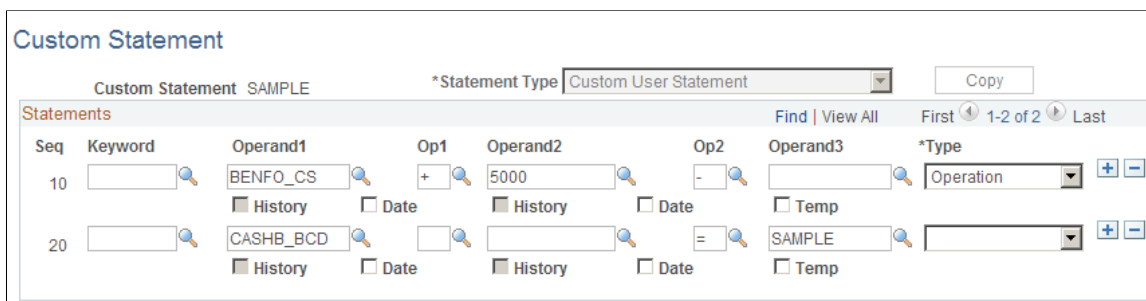 Custom Statement
Custom Statement SAMPLE *Statement Type Custom User Statement Copy
Statements Find | View All First 1-2 of 2 Last
Seq Keyword Operand1 Op1 Operand2 Op2 Operand3 *Type
10 BENFO_CS + 5000 - Operation + -
History Date History Date Temp
20 CASHB_BCD = SAMPLE + -
History Date History Date Temp